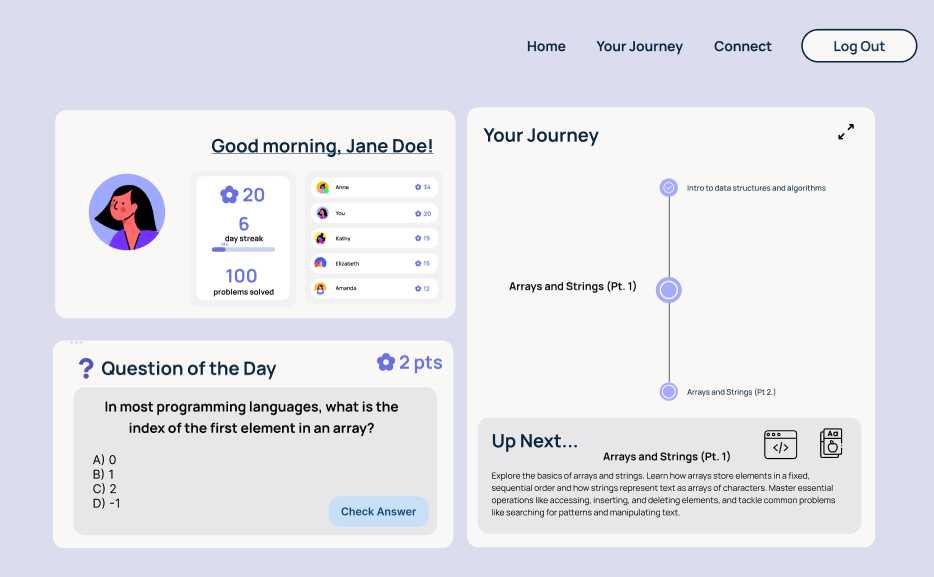 Home Your Journey Connect Log Out
Good morning, Jane Doe!
20
6
day streak
100
problems solved
Anne 34
You 20
Kathy 19
Elizabeth 15
Amanda 12
? Question of the Day
2 pts
In most programming languages, what is the
index of the first element in an array?
A) 0
B) 1
C) 2
D) -1
Check Answer
Your Journey
Intro to data structures and algorithms
Arrays and Strings (Pt. 1)
Arrays and Strings (Pt 2.)
Up Next...
Arrays and Strings (Pt. 1)
</>
Aa
Explore the basics of arrays and strings. Learn how arrays store elements in a fixed,
sequential order and how strings represent text as arrays of characters. Master essential
operations like accessing, inserting, and deleting elements, and tackle common problems
like searching for patterns and manipulating text.